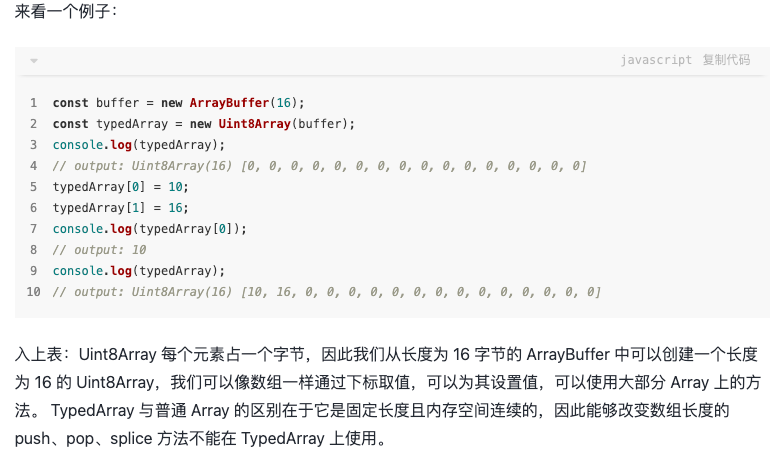 来看一个例子：
javascript 复制代码
1 const buffer = new ArrayBuffer(16);
2 const typedArray = new Uint8Array(buffer);
3 console.log(typedArray);
4 // output: Uint8Array(16) [0, 0, 0, 0, 0, 0, 0, 0, 0, 0, 0, 0, 0, 0, 0, 0]
5 typedArray[0] = 10;
6 typedArray[1] = 16;
7 console.log(typedArray[0]);
8 // output: 10
9 console.log(typedArray);
10 // output: Uint8Array(16) [10, 16, 0, 0, 0, 0, 0, 0, 0, 0, 0, 0, 0, 0, 0, 0]
入上表：Uint8Array 每个元素占一个字节，因此我们从长度为 16 字节的 ArrayBuffer 中可以创建一个长度
为 16 的 Uint8Array，我们可以像数组一样通过下标取值，可以为其设置值，可以使用大部分 Array 上的方
法。 TypedArray 与普通 Array 的区别在于它是固定长度且内存空间连续的，因此能够改变数组长度的
push、pop、splice 方法不能在 TypedArray 上使用。